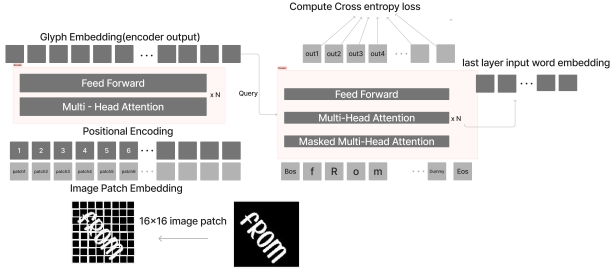 Compute Cross entropy loss
Glyph Embedding(encoder output)
out1 out2 out3 out4
last layer input word embedding
Feed Forward
Multi - Head Attention
x N
Query
Feed Forward
Multi-Head Attention
x N
Masked Multi-Head Attention
Positional Encoding
1 2 3 4 5 6
patch1 patch2 patch3 patch4 patch5 patch6
Bos f R o m Dummy Eos
Image Patch Embedding
16×16 image patch
fROM
fROM